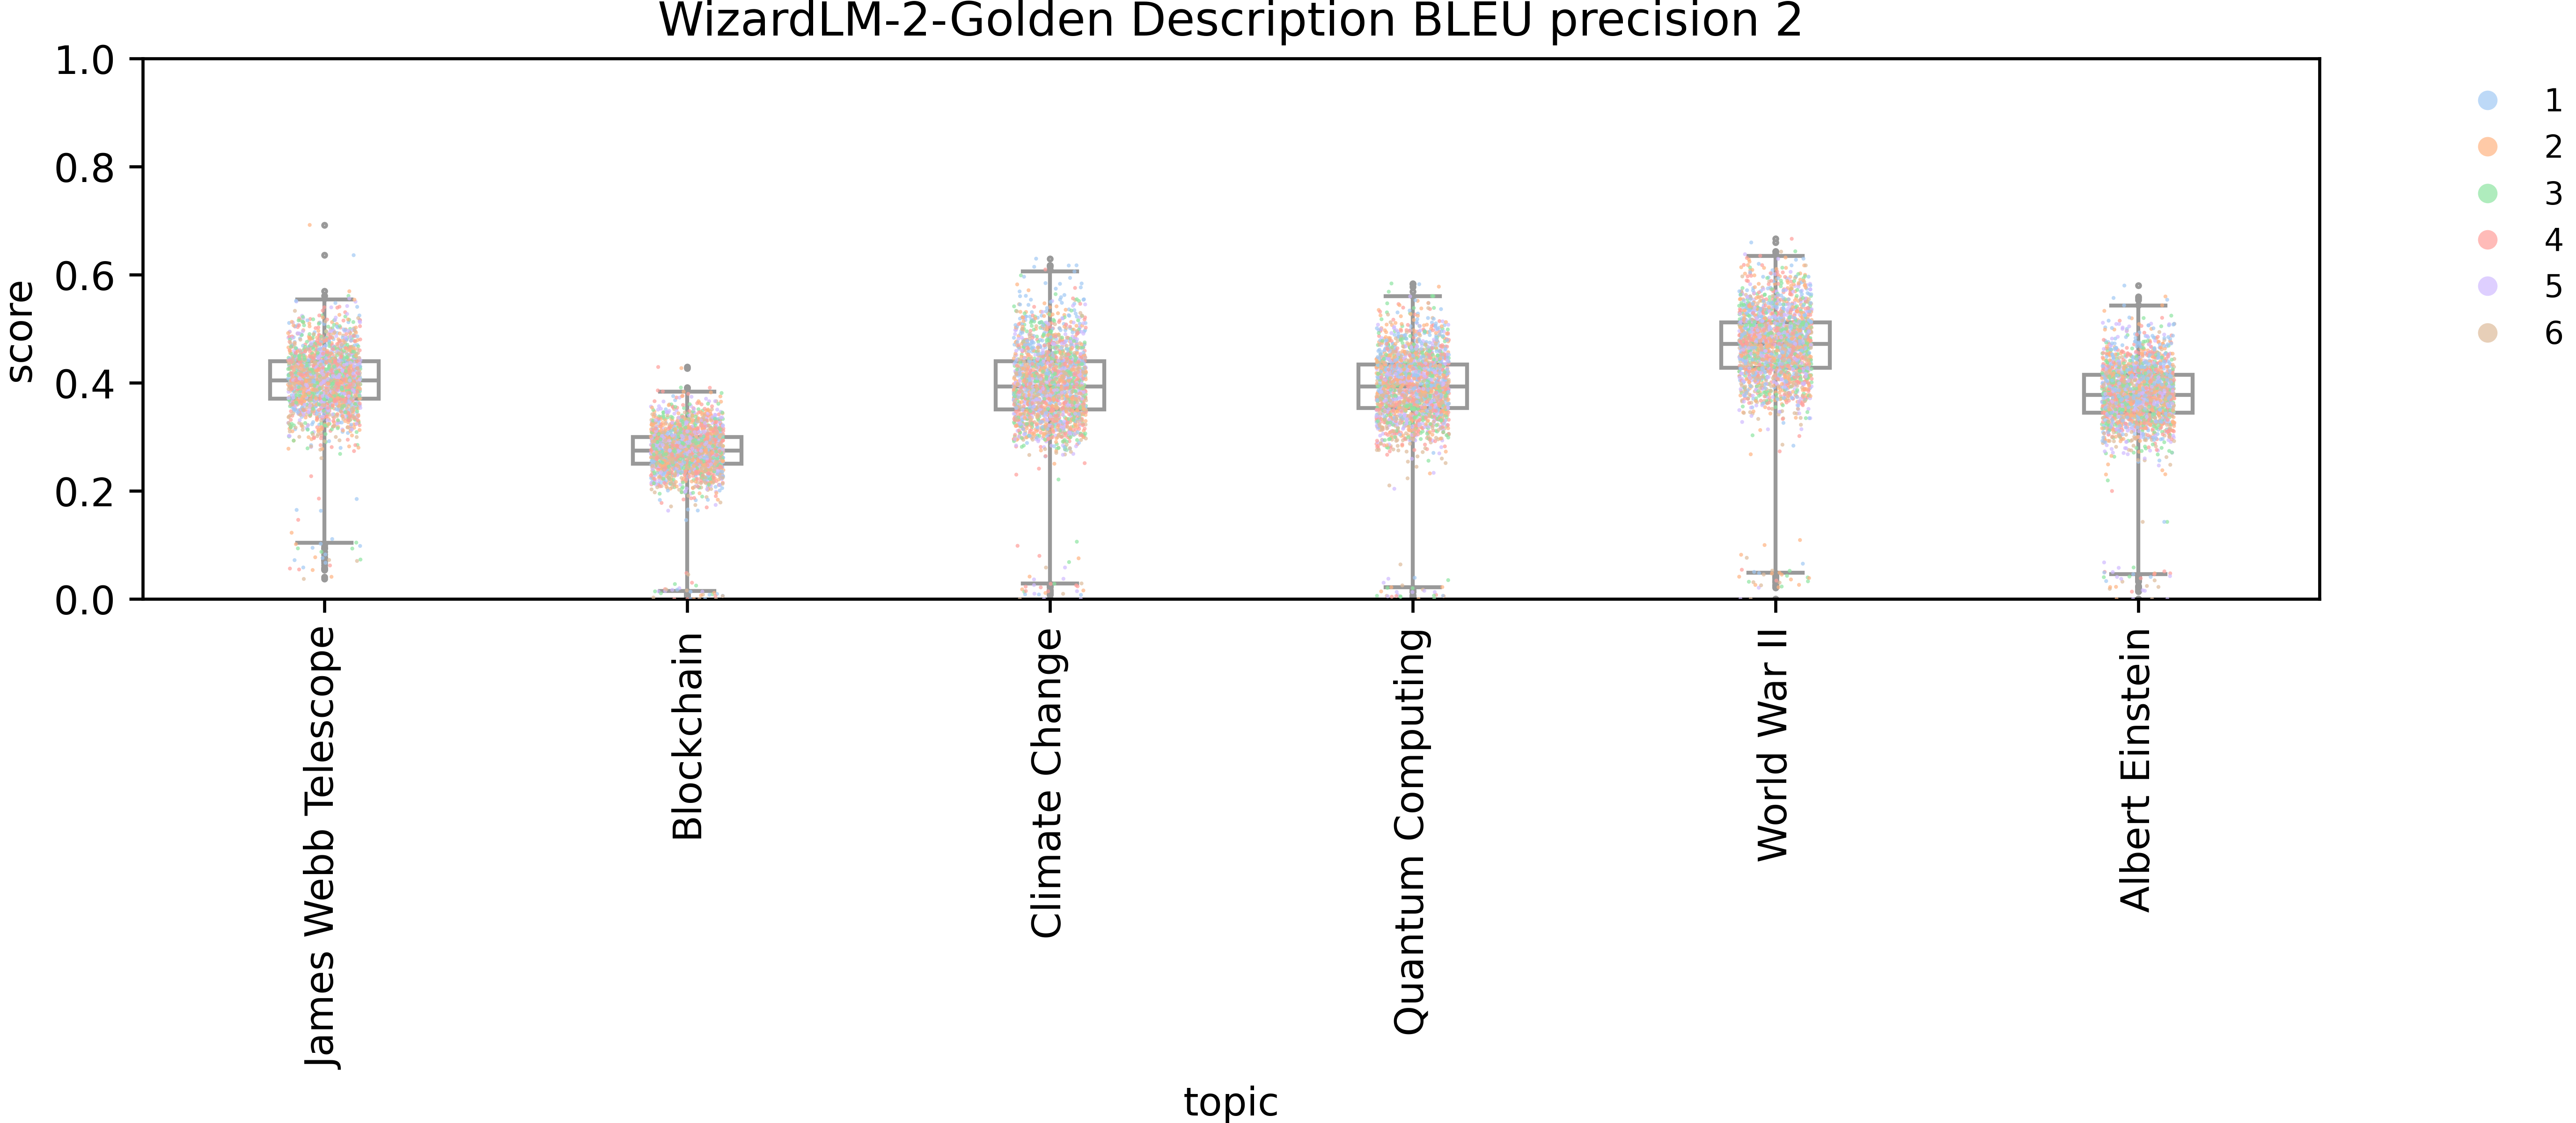 WizardLM-2-Golden Description BLEU precision 2
score
1.0
0.8
0.6
0.4
0.2
0.0
James Webb Telescope
Blockchain
Climate Change
Quantum Computing
World War II
Albert Einstein
topic
1
2
3
4
5
6